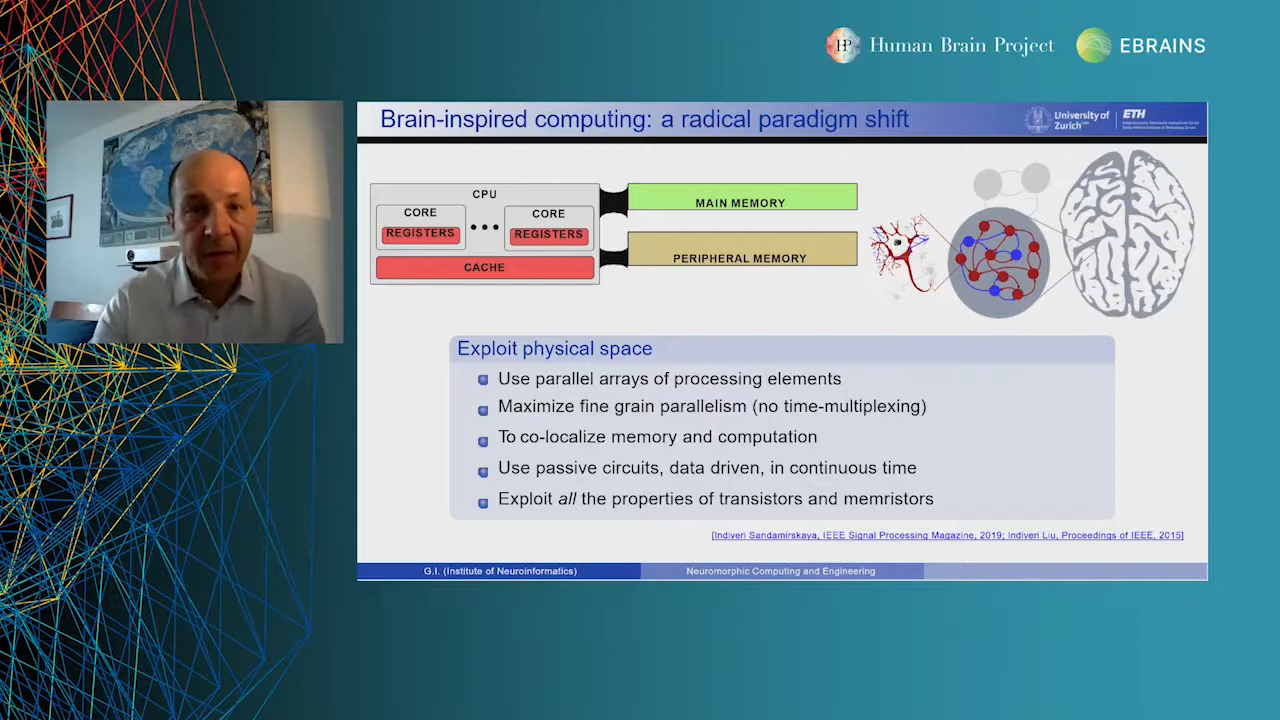 Human Brain Project
EBRAINS
Brain-inspired computing: a radical paradigm shift
University of
Zurich
ETH
CPU
CORE
REGISTERS
CORE
REGISTERS
CACHE
MAIN MEMORY
PERIPHERAL MEMORY
Exploit physical space
Use parallel arrays of processing elements
Maximize fine grain parallelism (no time-multiplexing)
To co-localize memory and computation
Use passive circuits, data driven, in continuous time
Exploit all the properties of transistors and memristors
[Indiveri Sandamirskaya, IEEE Signal Processing Magazine, 2019; Indiveri Liu, Proceedings of IEEE, 2015]
G.I. (Institute of Neuroinformatics)
Neuromorphic Computing and Engineering